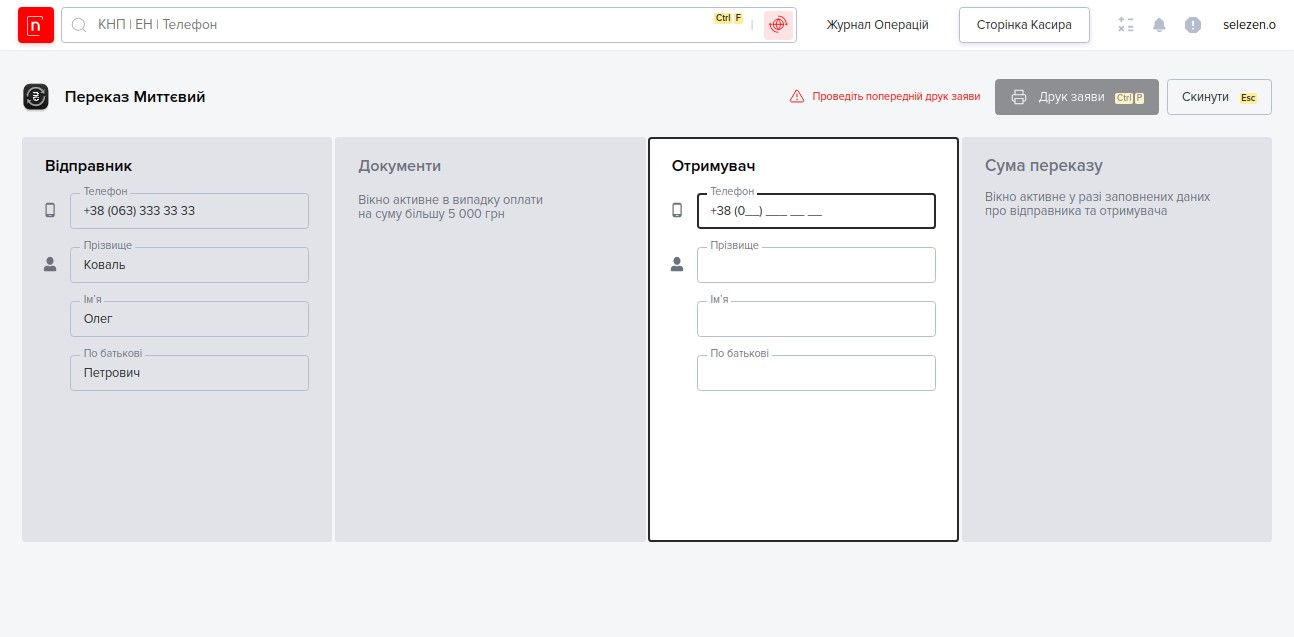 n
КНП | ЕН | Телефон
Ctrl F
Журнал Операцій
Сторінка Касира
selezen.o
Переказ Миттєвий
Проведіть попередній друк заяви
Друк заяви Ctrl P
Скинути Esc
Відправник
Телефон
+38 (063) 333 33 33
Прізвище
Коваль
Ім'я
Олег
По батькові
Петрович
Документи
Вікно активне в випадку оплати
на суму більшу 5 000 грн
Отримувач
Телефон
+38 (0__) ___ __ __
Прізвище
Ім'я
По батькові
Сума переказу
Вікно активне у разі заповнених даних
про відправника та отримувача